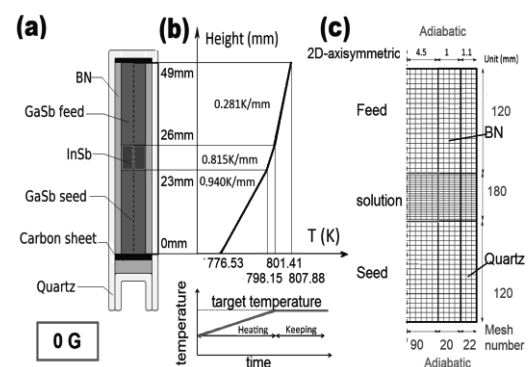 (a)
BN
GaSb feed
InSb
GaSb seed
Carbon sheet
Quartz
0 G
(b)
Height (mm)
49mm
26mm
23mm
0mm
0.281K/mm
0.815K/mm
0.940K/mm
T (K)
776.53
801.41
798.15
807.88
target temperature
temperature
Heating
Keeping
time
(c)
Adiabatic
2D-axisymmetric
4.5
1
1.1
Unit (mm)
Feed
BN
120
solution
180
Seed
Quartz
120
90
20
22
Mesh
number
Adiabatic